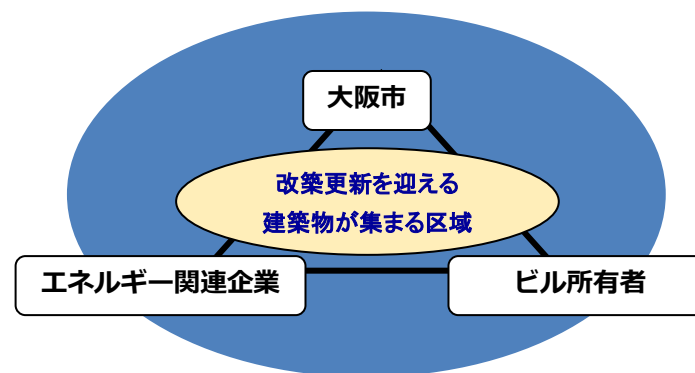 大阪市
改築更新を迎える
建築物が集まる区域
エネルギー関連企業
ビル所有者